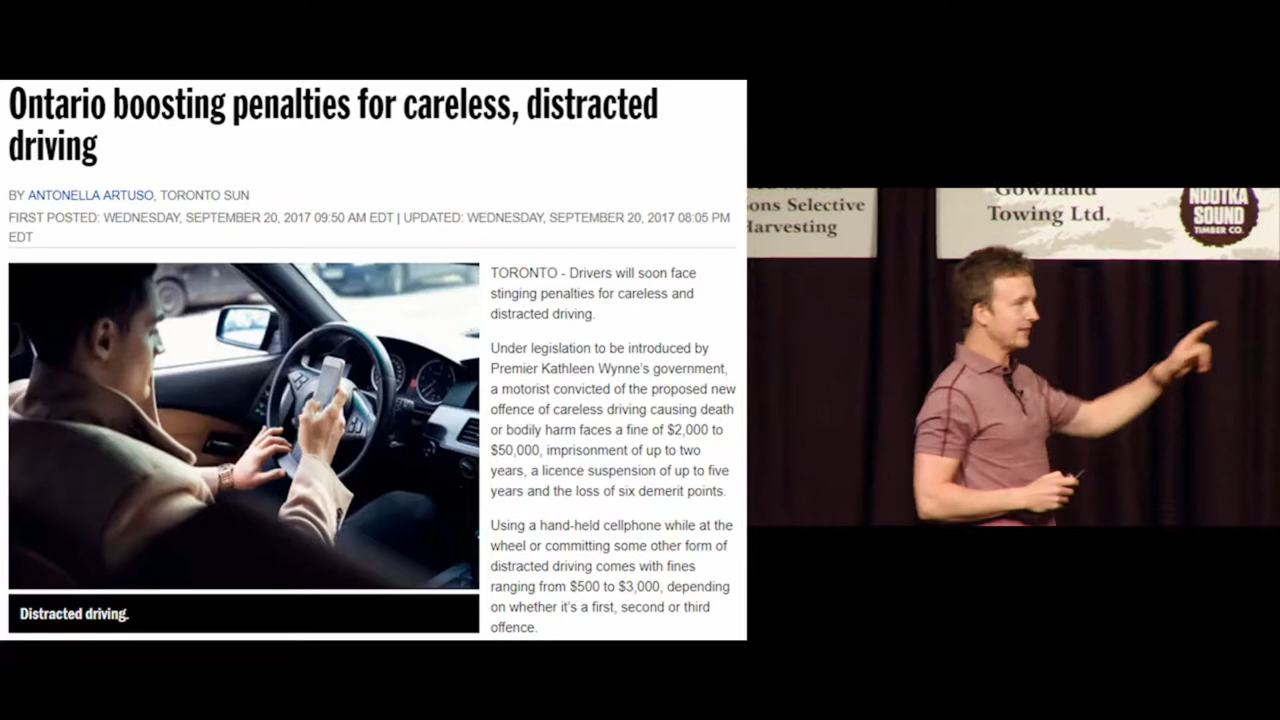 Ontario boosting penalties for careless, distracted
driving
BY ANTONELLA ARTUSO, TORONTO SUN
FIRST POSTED: WEDNESDAY, SEPTEMBER 20, 2017 09:50 AM EDT | UPDATED: WEDNESDAY, SEPTEMBER 20, 2017 08:05 PM
EDT
TORONTO - Drivers will soon face
stinging penalties for careless and
distracted driving.
Under legislation to be introduced by
Premier Kathleen Wynne's government,
a motorist convicted of the proposed new
offence of careless driving causing death
or bodily harm faces a fine of $2,000 to
$50,000, imprisonment of up to two
years, a licence suspension of up to five
years and the loss of six demerit points.
Using a hand-held cellphone while at the
wheel or committing some other form of
distracted driving comes with fines
ranging from $500 to $3,000, depending
on whether it's a first, second or third
offence.
Distracted driving.
ons Selective
Harvesting
Gowlland
Towing Ltd.
NOOTKA
SOUND
TIMBER CO.